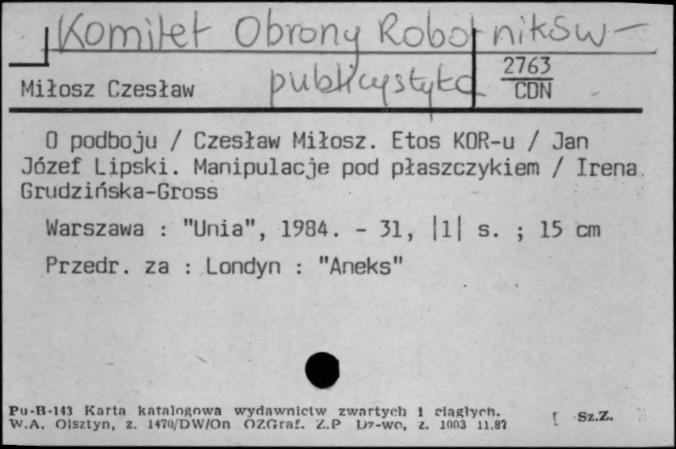 Komitet Obrony Robotników -
publicystyka
2763
CDN
Miłosz Czesław
O podboju / Czesław Miłosz. Etos KOR-u / Jan
Józef Lipski. Manipulacje pod płaszczykiem / Irena
Grudzińska-Gross
Warszawa : "Unia", 1984. - 31, |1| s. ; 15 cm
Przedr. za : Londyn : "Aneks"
Pu-B-143 Karta katalogowa wydawnictw zwartych i ciągłych.
W.A. Olsztyn, z. 1470/DW/On OZGraf. Z.P Dz-wo, z. 1003 11.87
[ Sz.Z.